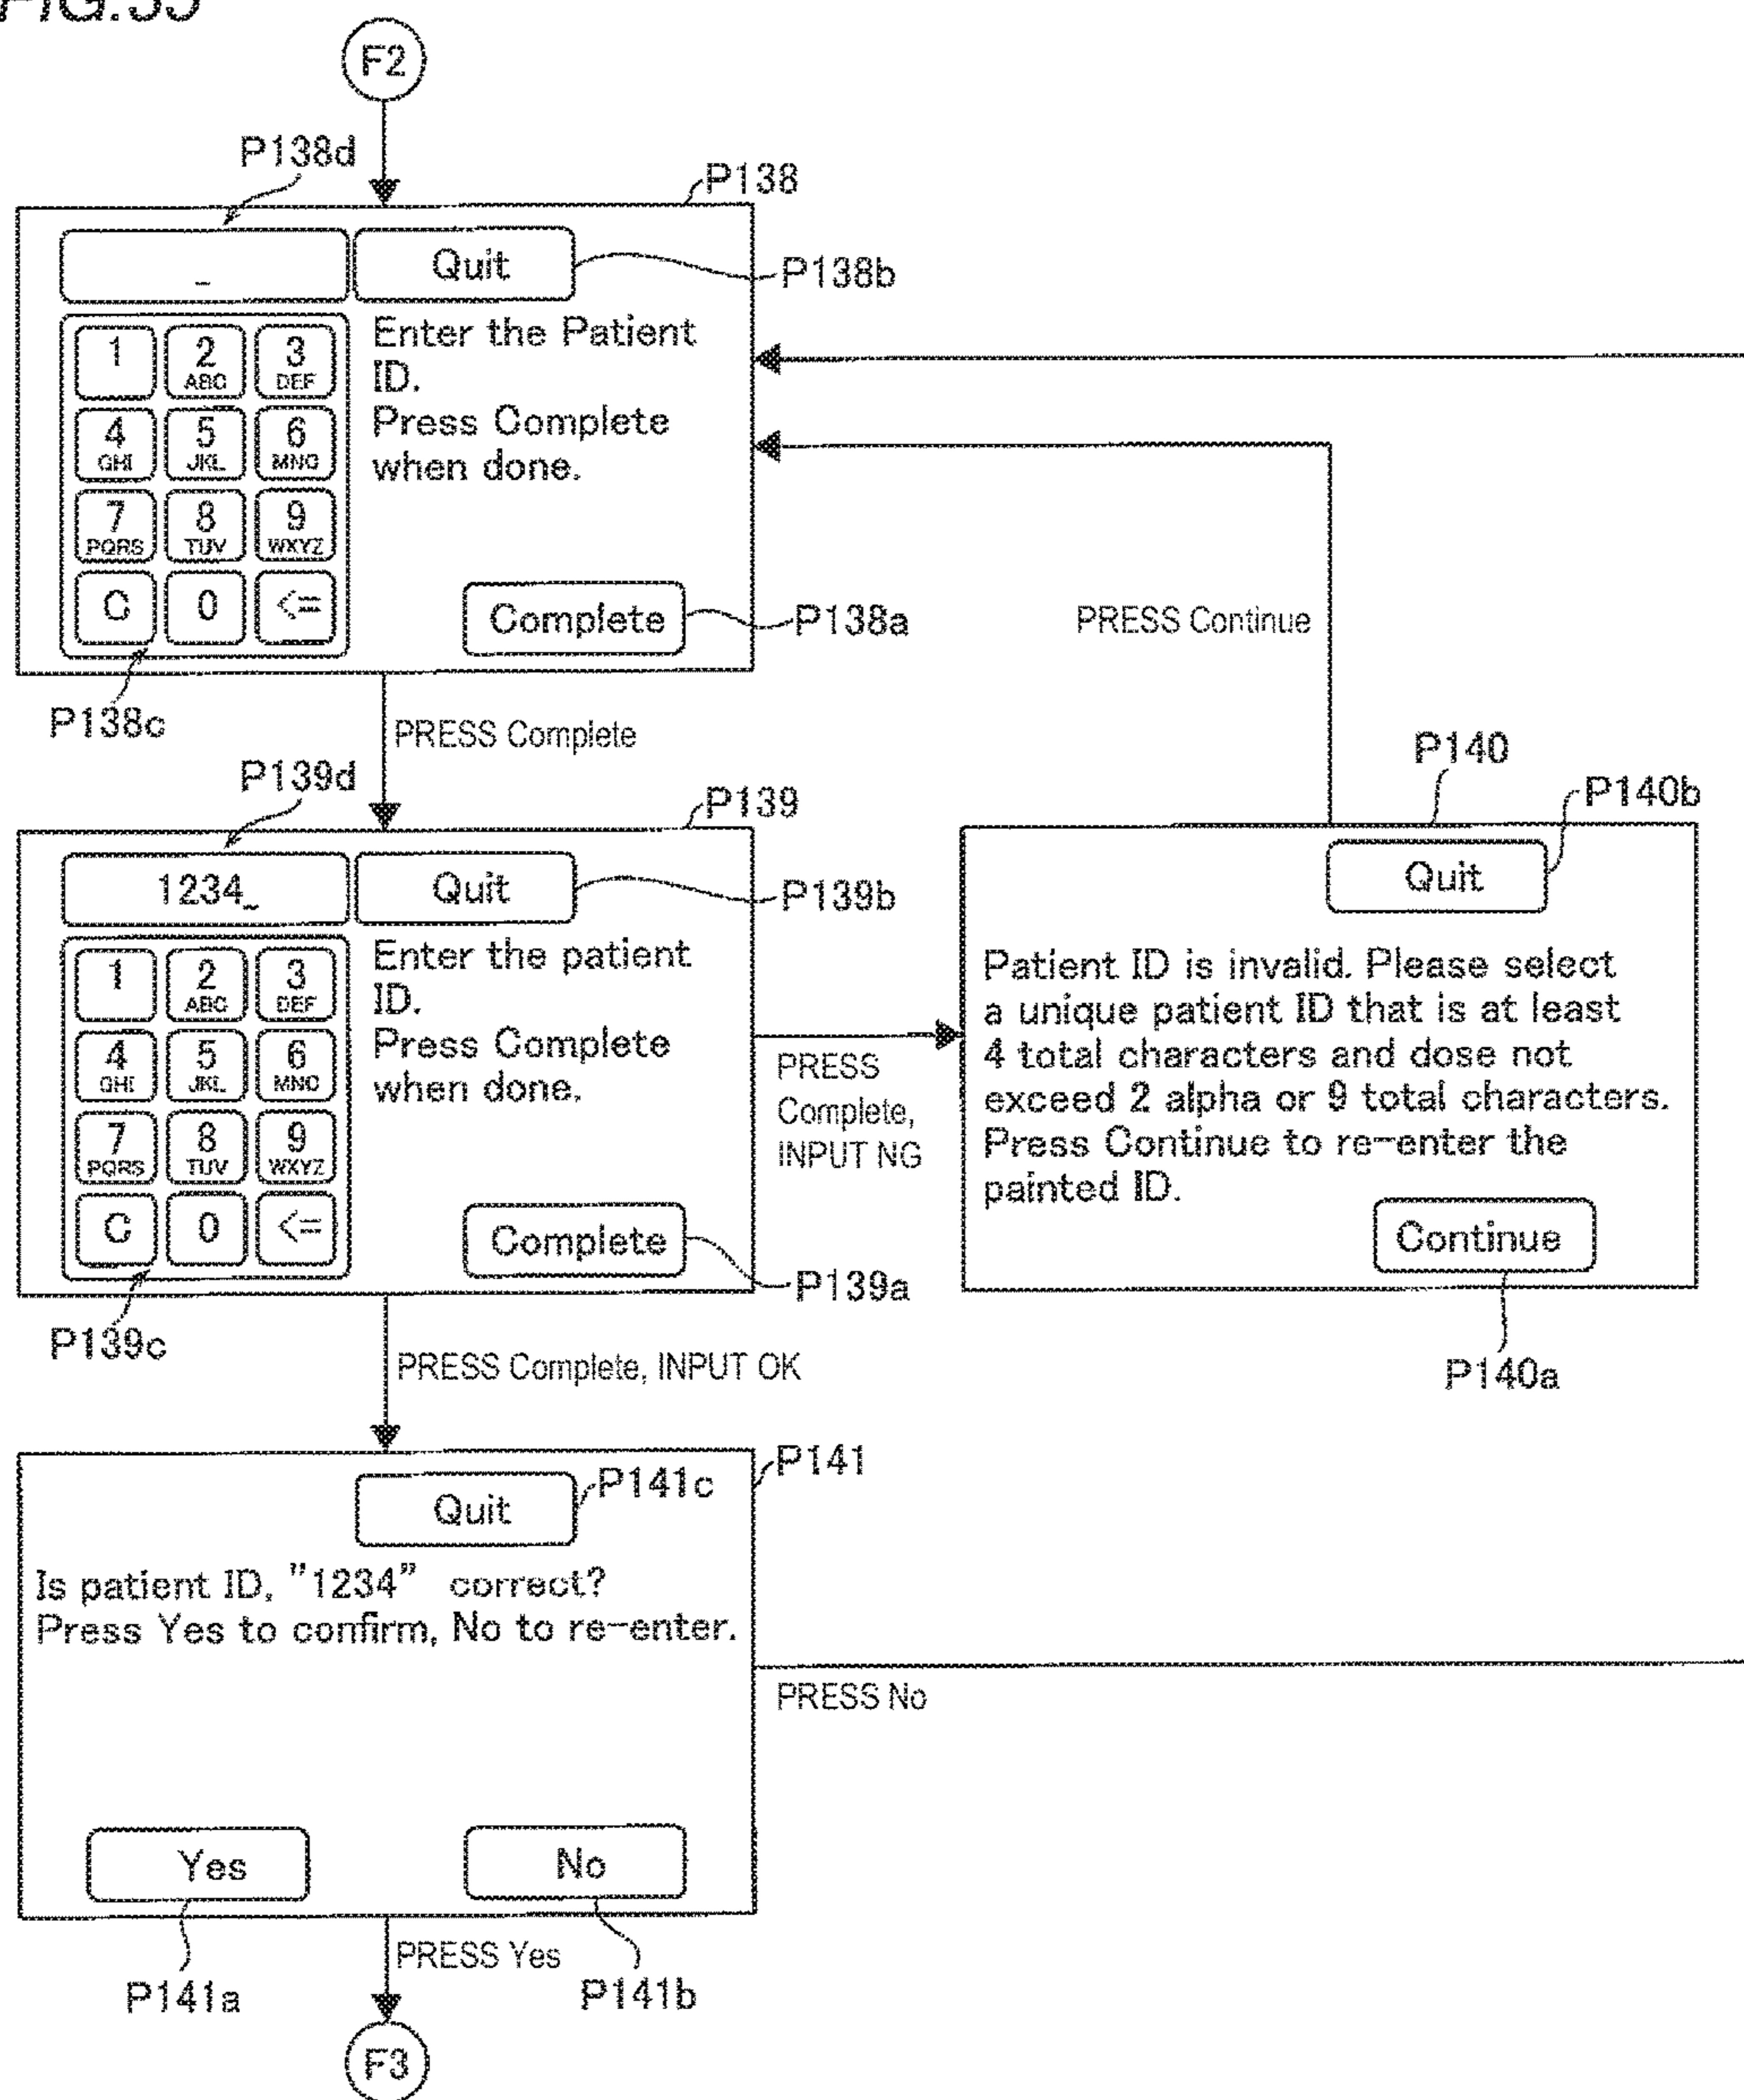 FIG.35
F2
P138d
P138
Quit
P138b
_
1
2 ABC
3 DEF
4 GHI
5 JKL
6 MNO
7 PQRS
8 TUV
9 WXYZ
C
0
<=
Enter the Patient
ID.
Press Complete
when done.
Complete
P138a
P138c
PRESS Complete
PRESS Continue
P139d
P139
1234_
Quit
P139b
1
2 ABC
3 DEF
4 GHI
5 JKL
6 MNO
7 PQRS
8 TUV
9 WXYZ
C
0
<=
Enter the patient
ID.
Press Complete
when done.
Complete
P139a
P139c
PRESS
Complete,
INPUT NG
P140
P140b
Quit
Patient ID is invalid. Please select
a unique patient ID that is at least
4 total characters and dose not
exceed 2 alpha or 9 total characters.
Press Continue to re-enter the
painted ID.
Continue
P140a
PRESS Complete, INPUT OK
P141
Quit
P141c
Is patient ID, "1234" correct?
Press Yes to confirm, No to re-enter.
PRESS No
Yes
No
P141a
PRESS Yes
P141b
F3